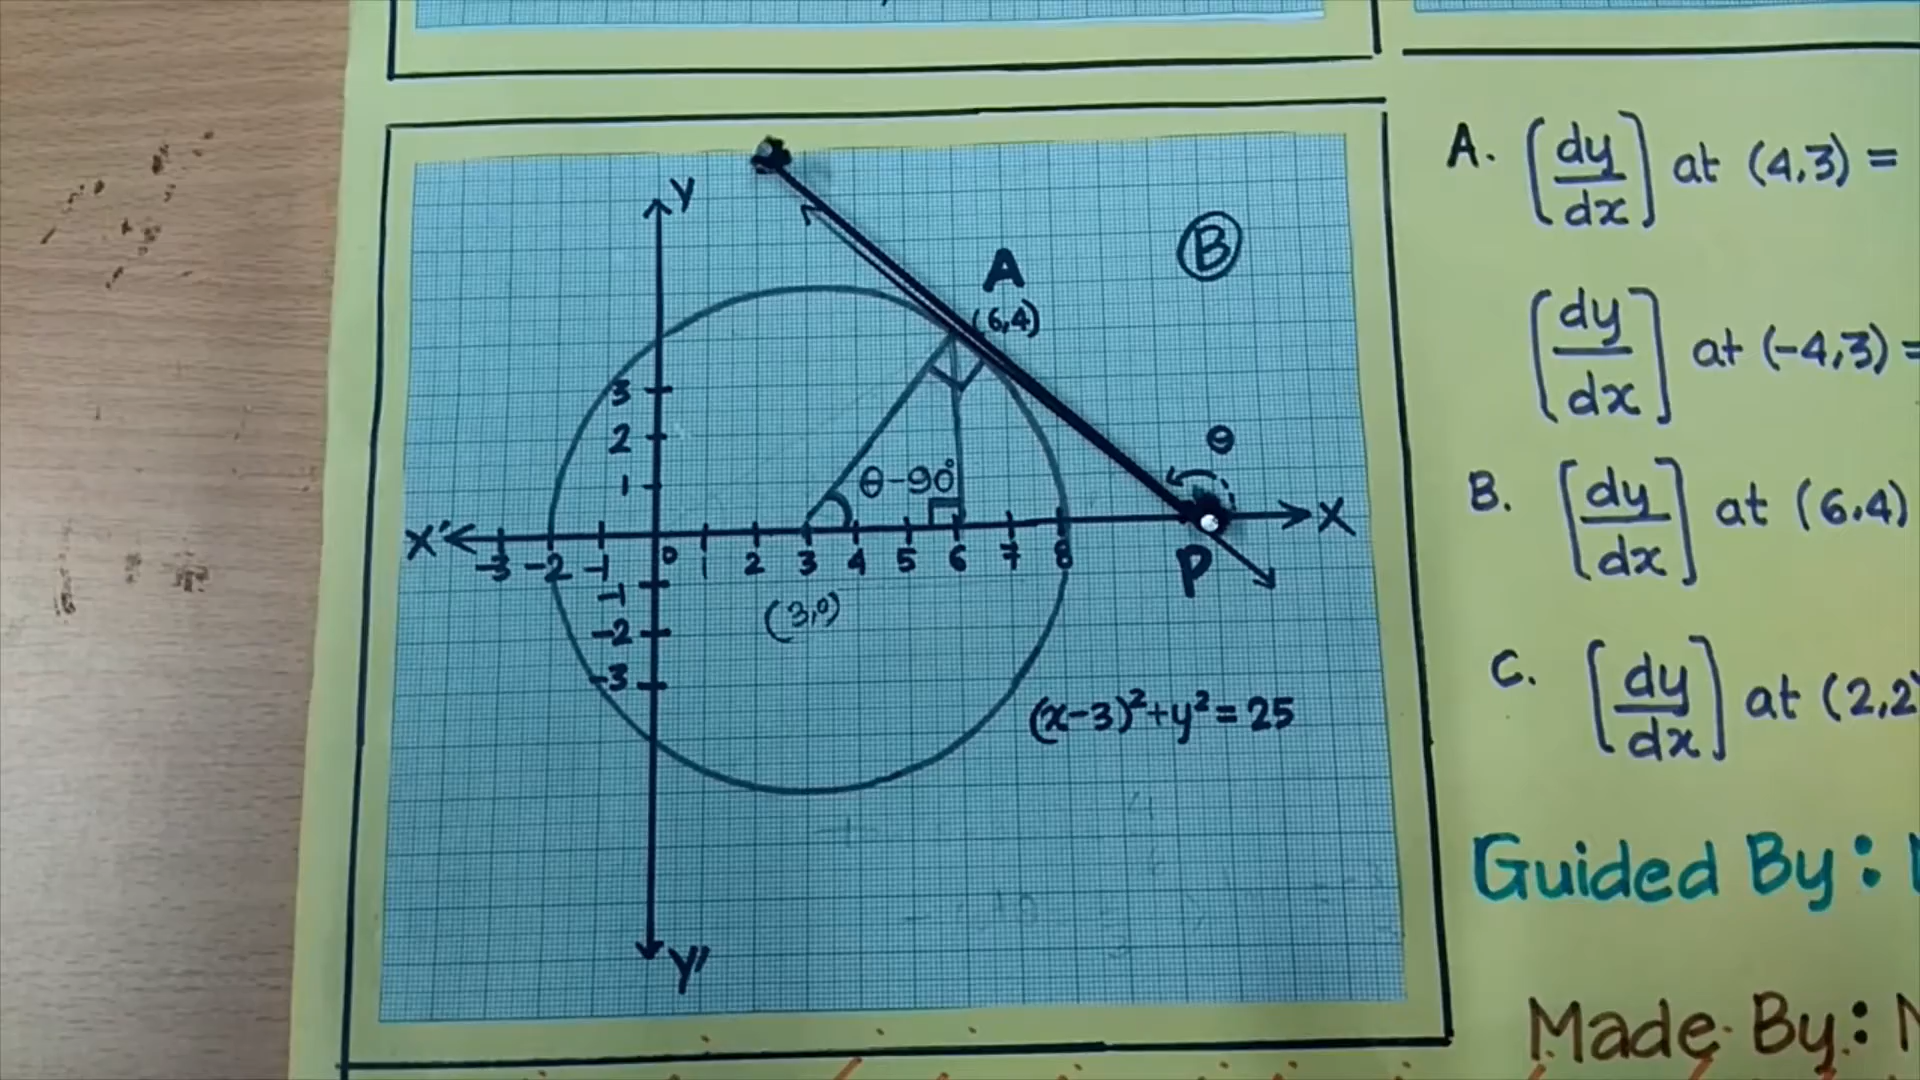 Y
B
A
(6,4)
3
2
1
θ
θ-90°
X' X
-3 -2 -1 0 1 2 3 4 5 6 7 8
P
-1
(3,0)
-2
-3
(x-3)²+y²=25
Y'
A. [dy/dx] at (4,3) =
[dy/dx] at (-4,3) =
B. [dy/dx] at (6,4)
C. [dy/dx] at (2,2
Guided By:
Made By: